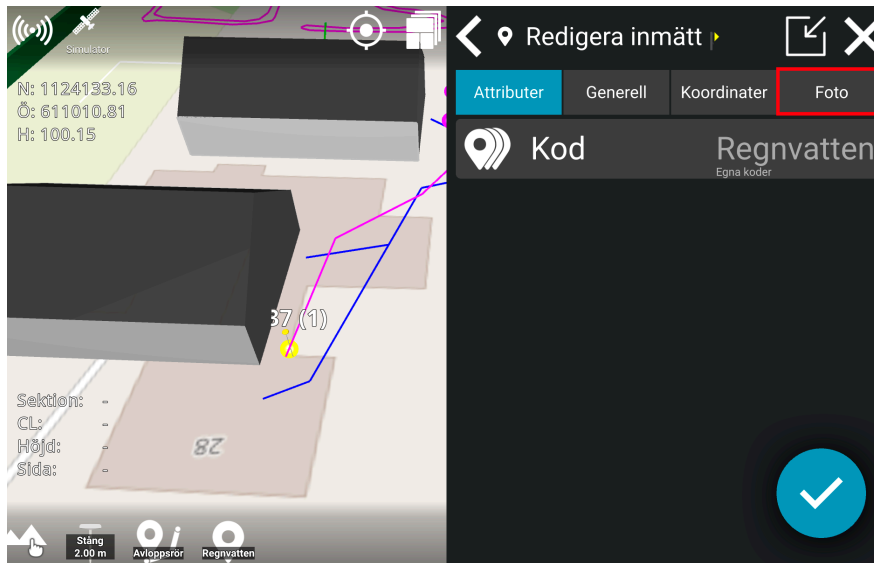 Simulator
N: 1124133.16
Ö: 611010.81
H: 100.15
37 (1)
Sektion: -
CL: -
Höjd: -
Sida: -
28
Stång
2.00 m
Avloppsrör
Regnvatten
Redigera inmätt
Attributer
Generell
Koordinater
Foto
Kod
Regnvatten
Egna koder